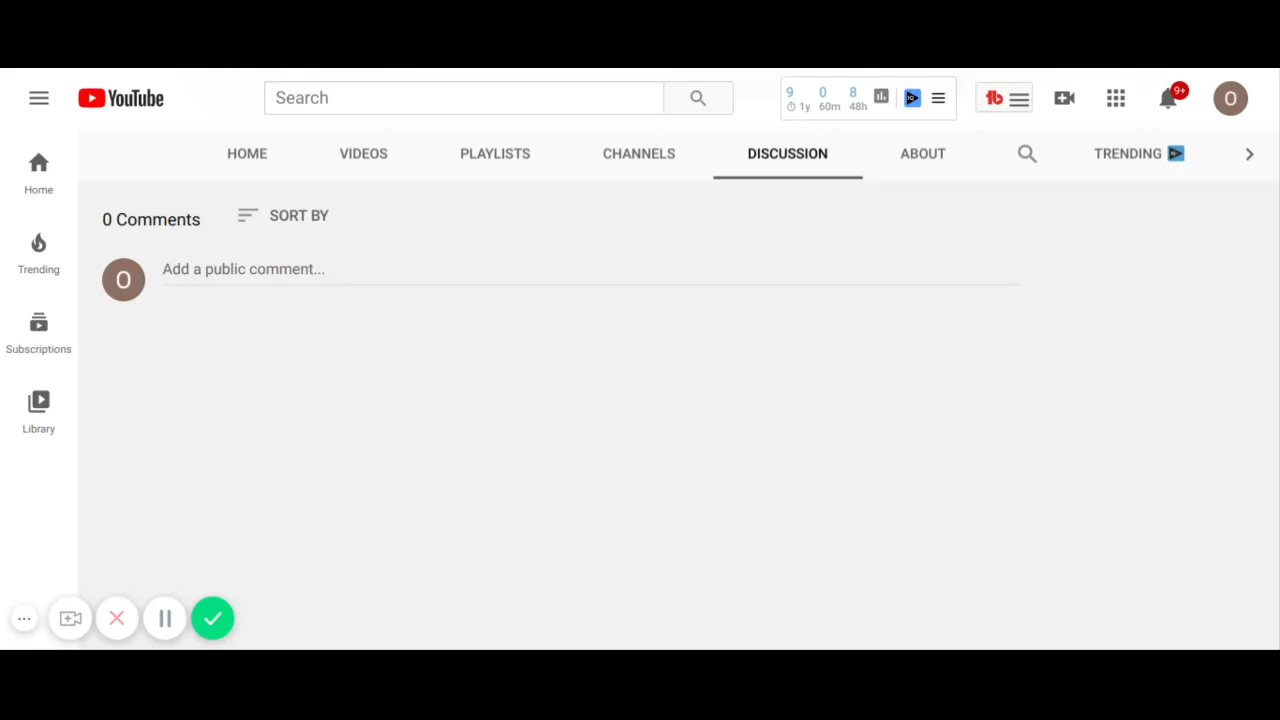 YouTube
Search
9 0 8
1y 60m 48h
9+
O
HOME VIDEOS PLAYLISTS CHANNELS DISCUSSION ABOUT TRENDING
Home
Trending
Subscriptions
Library
0 Comments SORT BY
O Add a public comment...